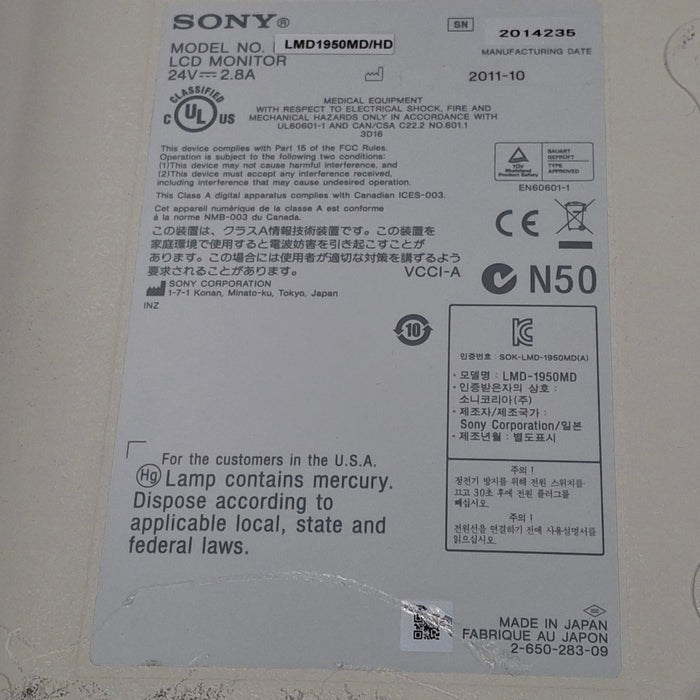 SONY®
MODEL NO. LMD1950MD/HD
LCD MONITOR
24V⎓ 2.8A
SN 2014235
MANUFACTURING DATE
2011-10
CLASSIFIED
C UL US
MEDICAL EQUIPMENT
WITH RESPECT TO ELECTRICAL SHOCK, FIRE AND
MECHANICAL HAZARDS ONLY IN ACCORDANCE WITH
UL60601-1 AND CAN/CSA C22.2 NO.601.1
3D16
This device complies with Part 15 of the FCC Rules.
Operation is subject to the following two conditions:
(1)This device may not cause harmful interference, and
(2)This device must accept any interference received,
including interference that may cause undesired operation.
This Class A digital apparatus complies with Canadian ICES-003.
Cet appareil numérique de la classe A est conforme
à la norme NMB-003 du Canada.
TÜV
Rheinland
Product Safety
BAUART
GEPRÜFT
TYPE
APPROVED
EN60601-1
CE
この装置は、クラスA情報技術装置です。この装置を
家庭環境で使用すると電波妨害を引き起こすことが
あります。この場合には使用者が適切な対策を講ずるよう
要求されることがあります。 VCCI-A
N50
SONY CORPORATION
1-7-1 Konan, Minato-ku, Tokyo, Japan
INZ
10
인증번호 : SOK-LMD-1950MD(A)
· 모델명 : LMD-1950MD
· 인증받은자의 상호 :
소니코리아(주)
· 제조자/제조국가 :
Sony Corporation/일본
· 제조년월 : 별도표시
주의 !
정전기 방지를 위해 전원 스위치를
끄고 30초 후에 전원 플러그를
빼십시오.
주의 !
전원선을 연결하기 전에 사용설명서를
읽으십시오.
For the customers in the U.S.A.
Hg Lamp contains mercury.
Dispose according to
applicable local, state and
federal laws.
MADE IN JAPAN
FABRIQUE AU JAPON
2-650-283-09